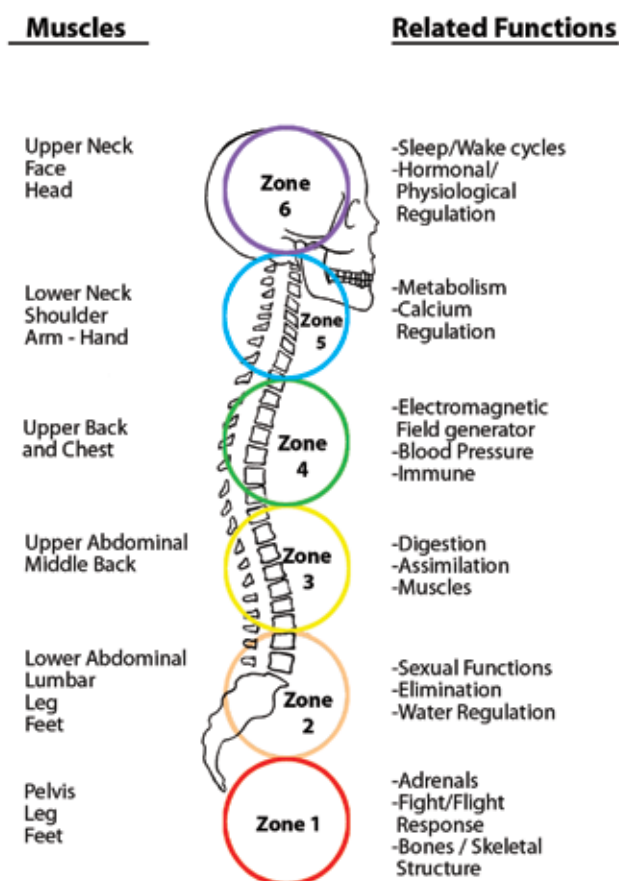 Muscles
Related Functions
Upper Neck
Face
Head
Zone
6
-Sleep/Wake cycles
-Hormonal/
Physiological
Regulation
Lower Neck
Shoulder
Arm - Hand
Zone
5
-Metabolism
-Calcium
Regulation
Upper Back
and Chest
Zone
4
-Electromagnetic
Field generator
-Blood Pressure
-Immune
Upper Abdominal
Middle Back
Zone
3
-Digestion
-Assimilation
-Muscles
Lower Abdominal
Lumbar
Leg
Feet
Zone
2
-Sexual Functions
-Elimination
-Water Regulation
Pelvis
Leg
Feet
Zone 1
-Adrenals
-Fight/Flight
Response
-Bones / Skeletal
Structure